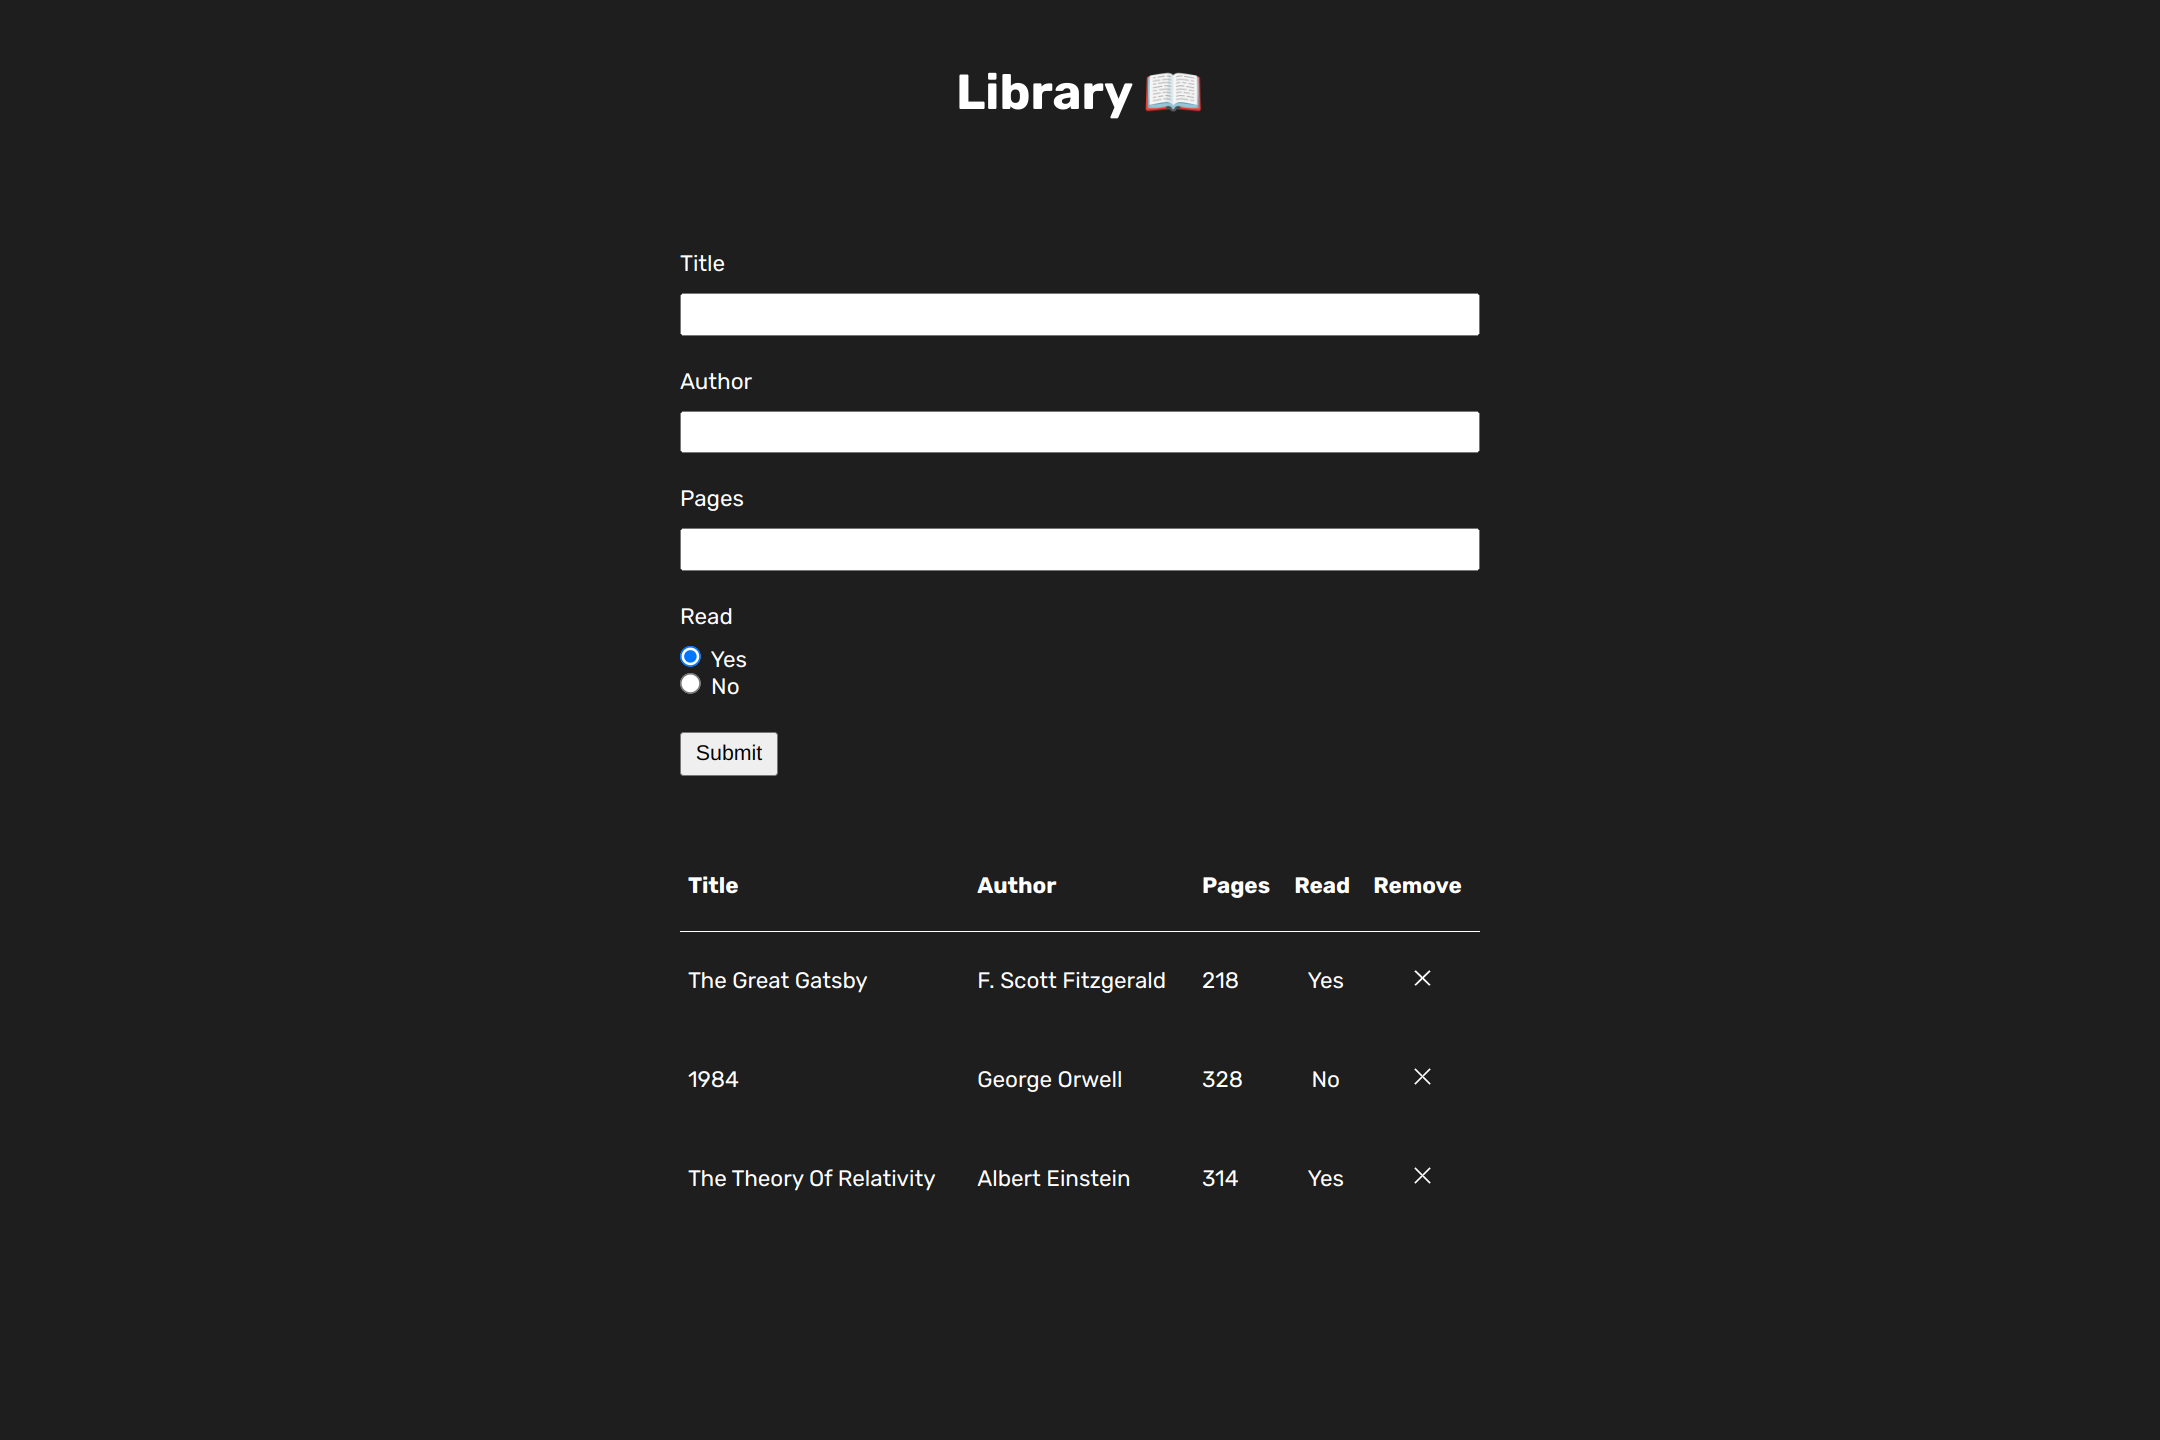 Library 📖
Title
Author
Pages
Read
Yes
No
Submit
Title Author Pages Read Remove
The Great Gatsby F. Scott Fitzgerald 218 Yes
1984 George Orwell 328 No
The Theory Of Relativity Albert Einstein 314 Yes